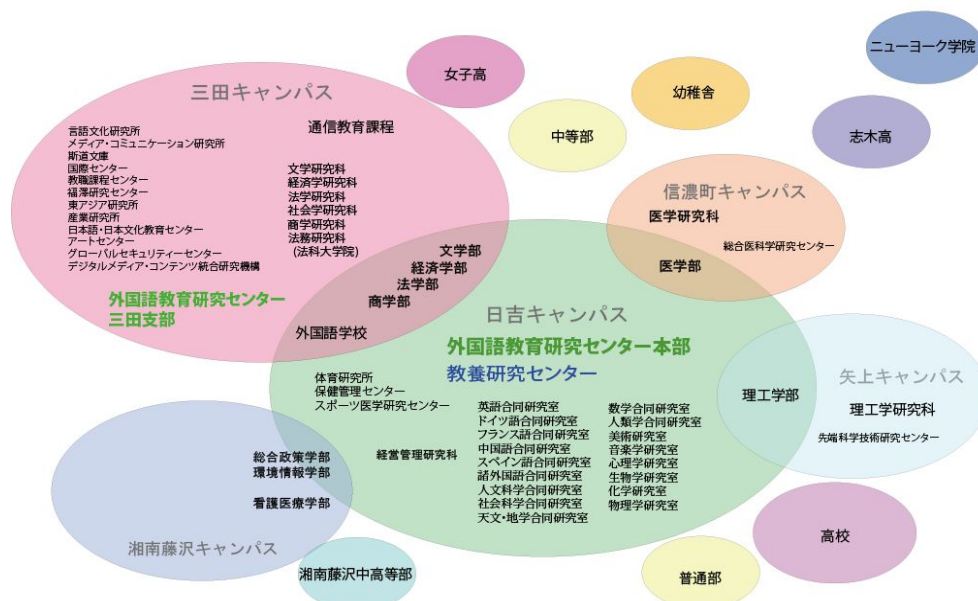 ニューヨーク学院
女子高
幼稚舎
中等部
志木高
三田キャンパス
通信教育課程
言語文化研究所
メディア・コミュニケーション研究所
斯道文庫
国際センター
教職課程センター
福澤研究センター
東アジア研究所
産業研究所
日本語・日本文化教育センター
アートセンター
グローバルセキュリティーセンター
デジタルメディア・コンテンツ統合研究機構
文学研究科
経済学研究科
法学研究科
社会学研究科
商学研究科
法務研究科
(法科大学院)
外国語教育研究センター
三田支部
文学部
経済学部
法学部
商学部
外国語学校
信濃町キャンパス
医学研究科
総合医科学研究センター
医学部
日吉キャンパス
外国語教育研究センター本部
教養研究センター
体育研究所
保健管理センター
スポーツ医学研究センター
経営管理研究科
英語合同研究室
ドイツ語合同研究室
フランス語合同研究室
中国語合同研究室
スペイン語合同研究室
諸外国語合同研究室
人文科学合同研究室
社会科学合同研究室
天文・地学合同研究室
数学合同研究室
人類学合同研究室
美術研究室
音楽学研究室
心理学研究室
生物学研究室
化学研究室
物理学研究室
理工学部
矢上キャンパス
理工学研究科
先端科学技術研究センター
総合政策学部
環境情報学部
看護医療学部
湘南藤沢キャンパス
湘南藤沢中高等部
普通部
高校